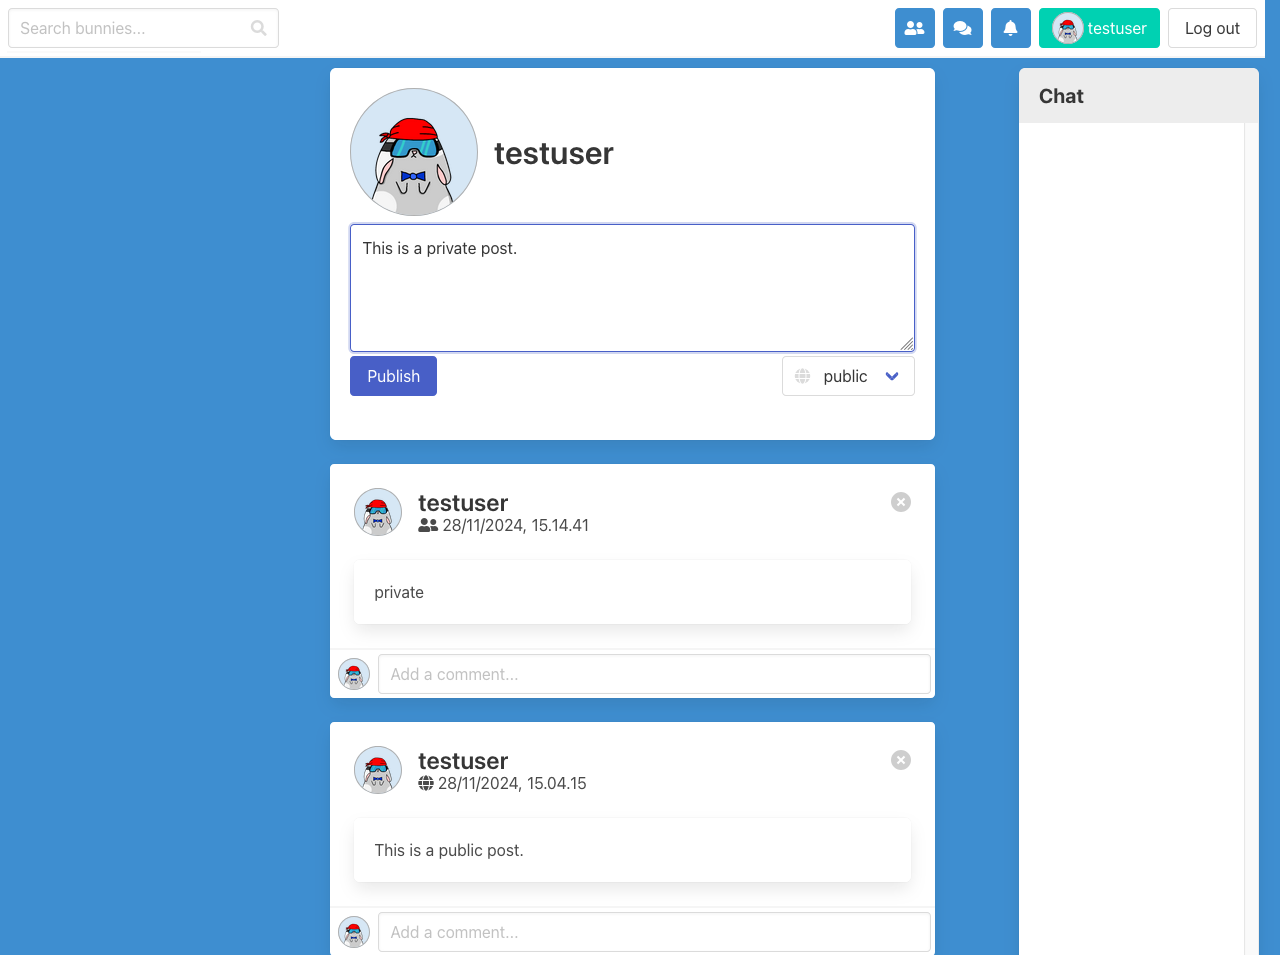 Search bunnies...
testuser
Log out
testuser
This is a private post.
Publish
public
testuser
28/11/2024, 15.14.41
private
Add a comment...
testuser
28/11/2024, 15.04.15
This is a public post.
Add a comment...
Chat